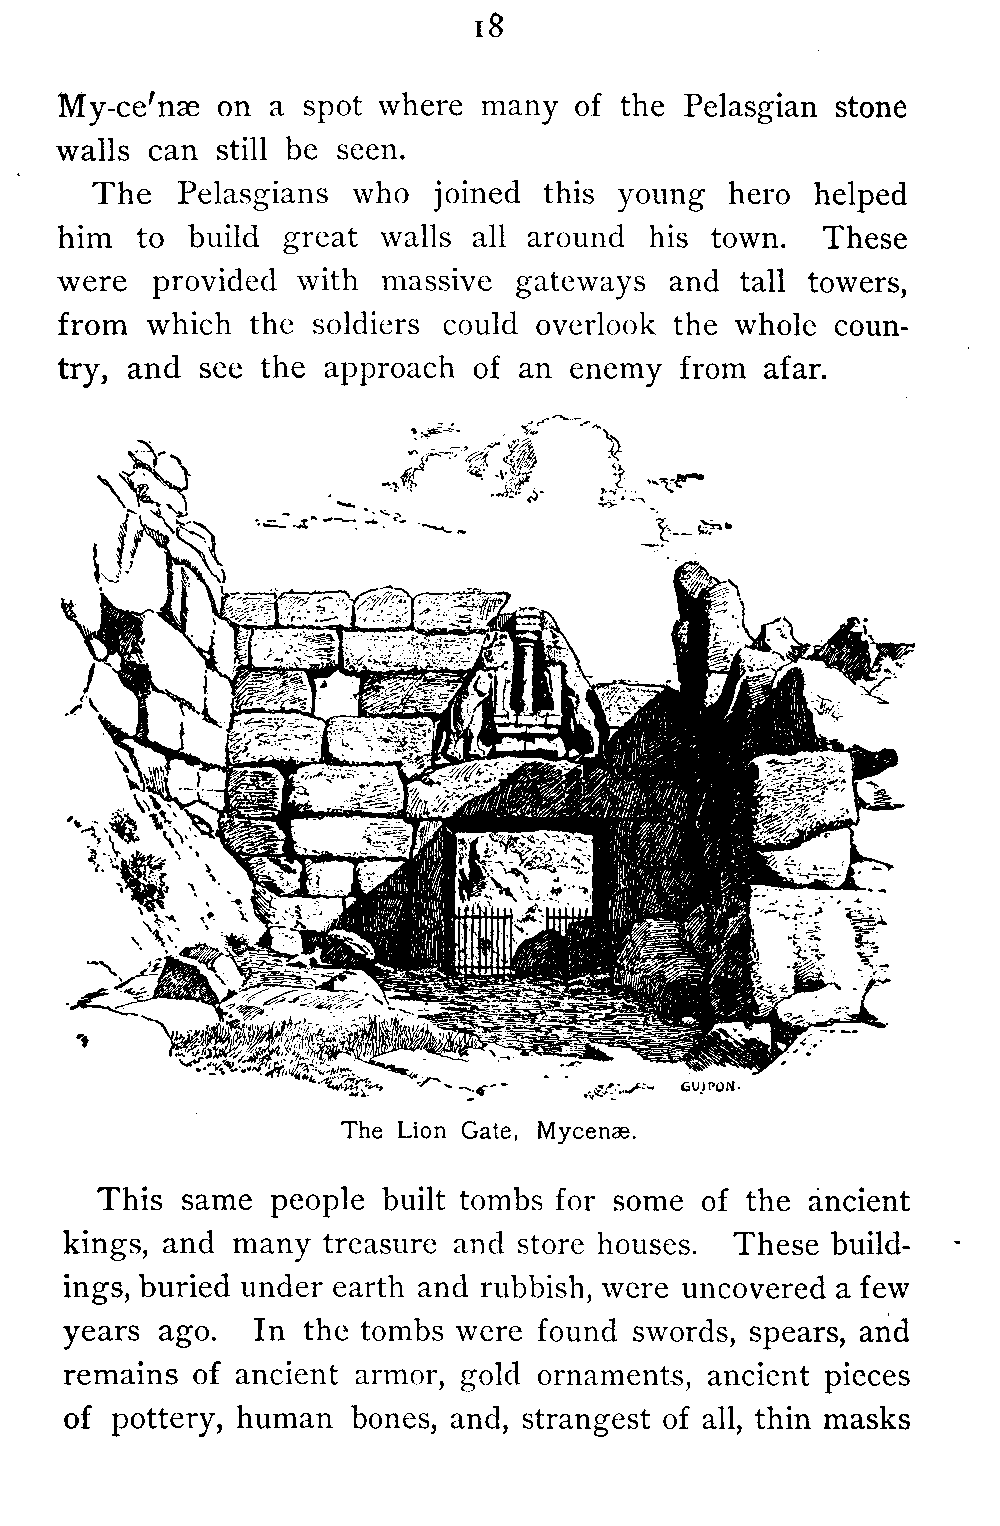 18
My-ce′næ on a spot where many of the Pelasgian stone
walls can still be seen.
The Pelasgians who joined this young hero helped
him to build great walls all around his town. These
were provided with massive gateways and tall towers,
from which the soldiers could overlook the whole coun-
try, and see the approach of an enemy from afar.
GUJPON.
The Lion Gate, Mycenæ.
This same people built tombs for some of the ancient
kings, and many treasure and store houses. These build-
ings, buried under earth and rubbish, were uncovered a few
years ago. In the tombs were found swords, spears, and
remains of ancient armor, gold ornaments, ancient pieces
of pottery, human bones, and, strangest of all, thin masks